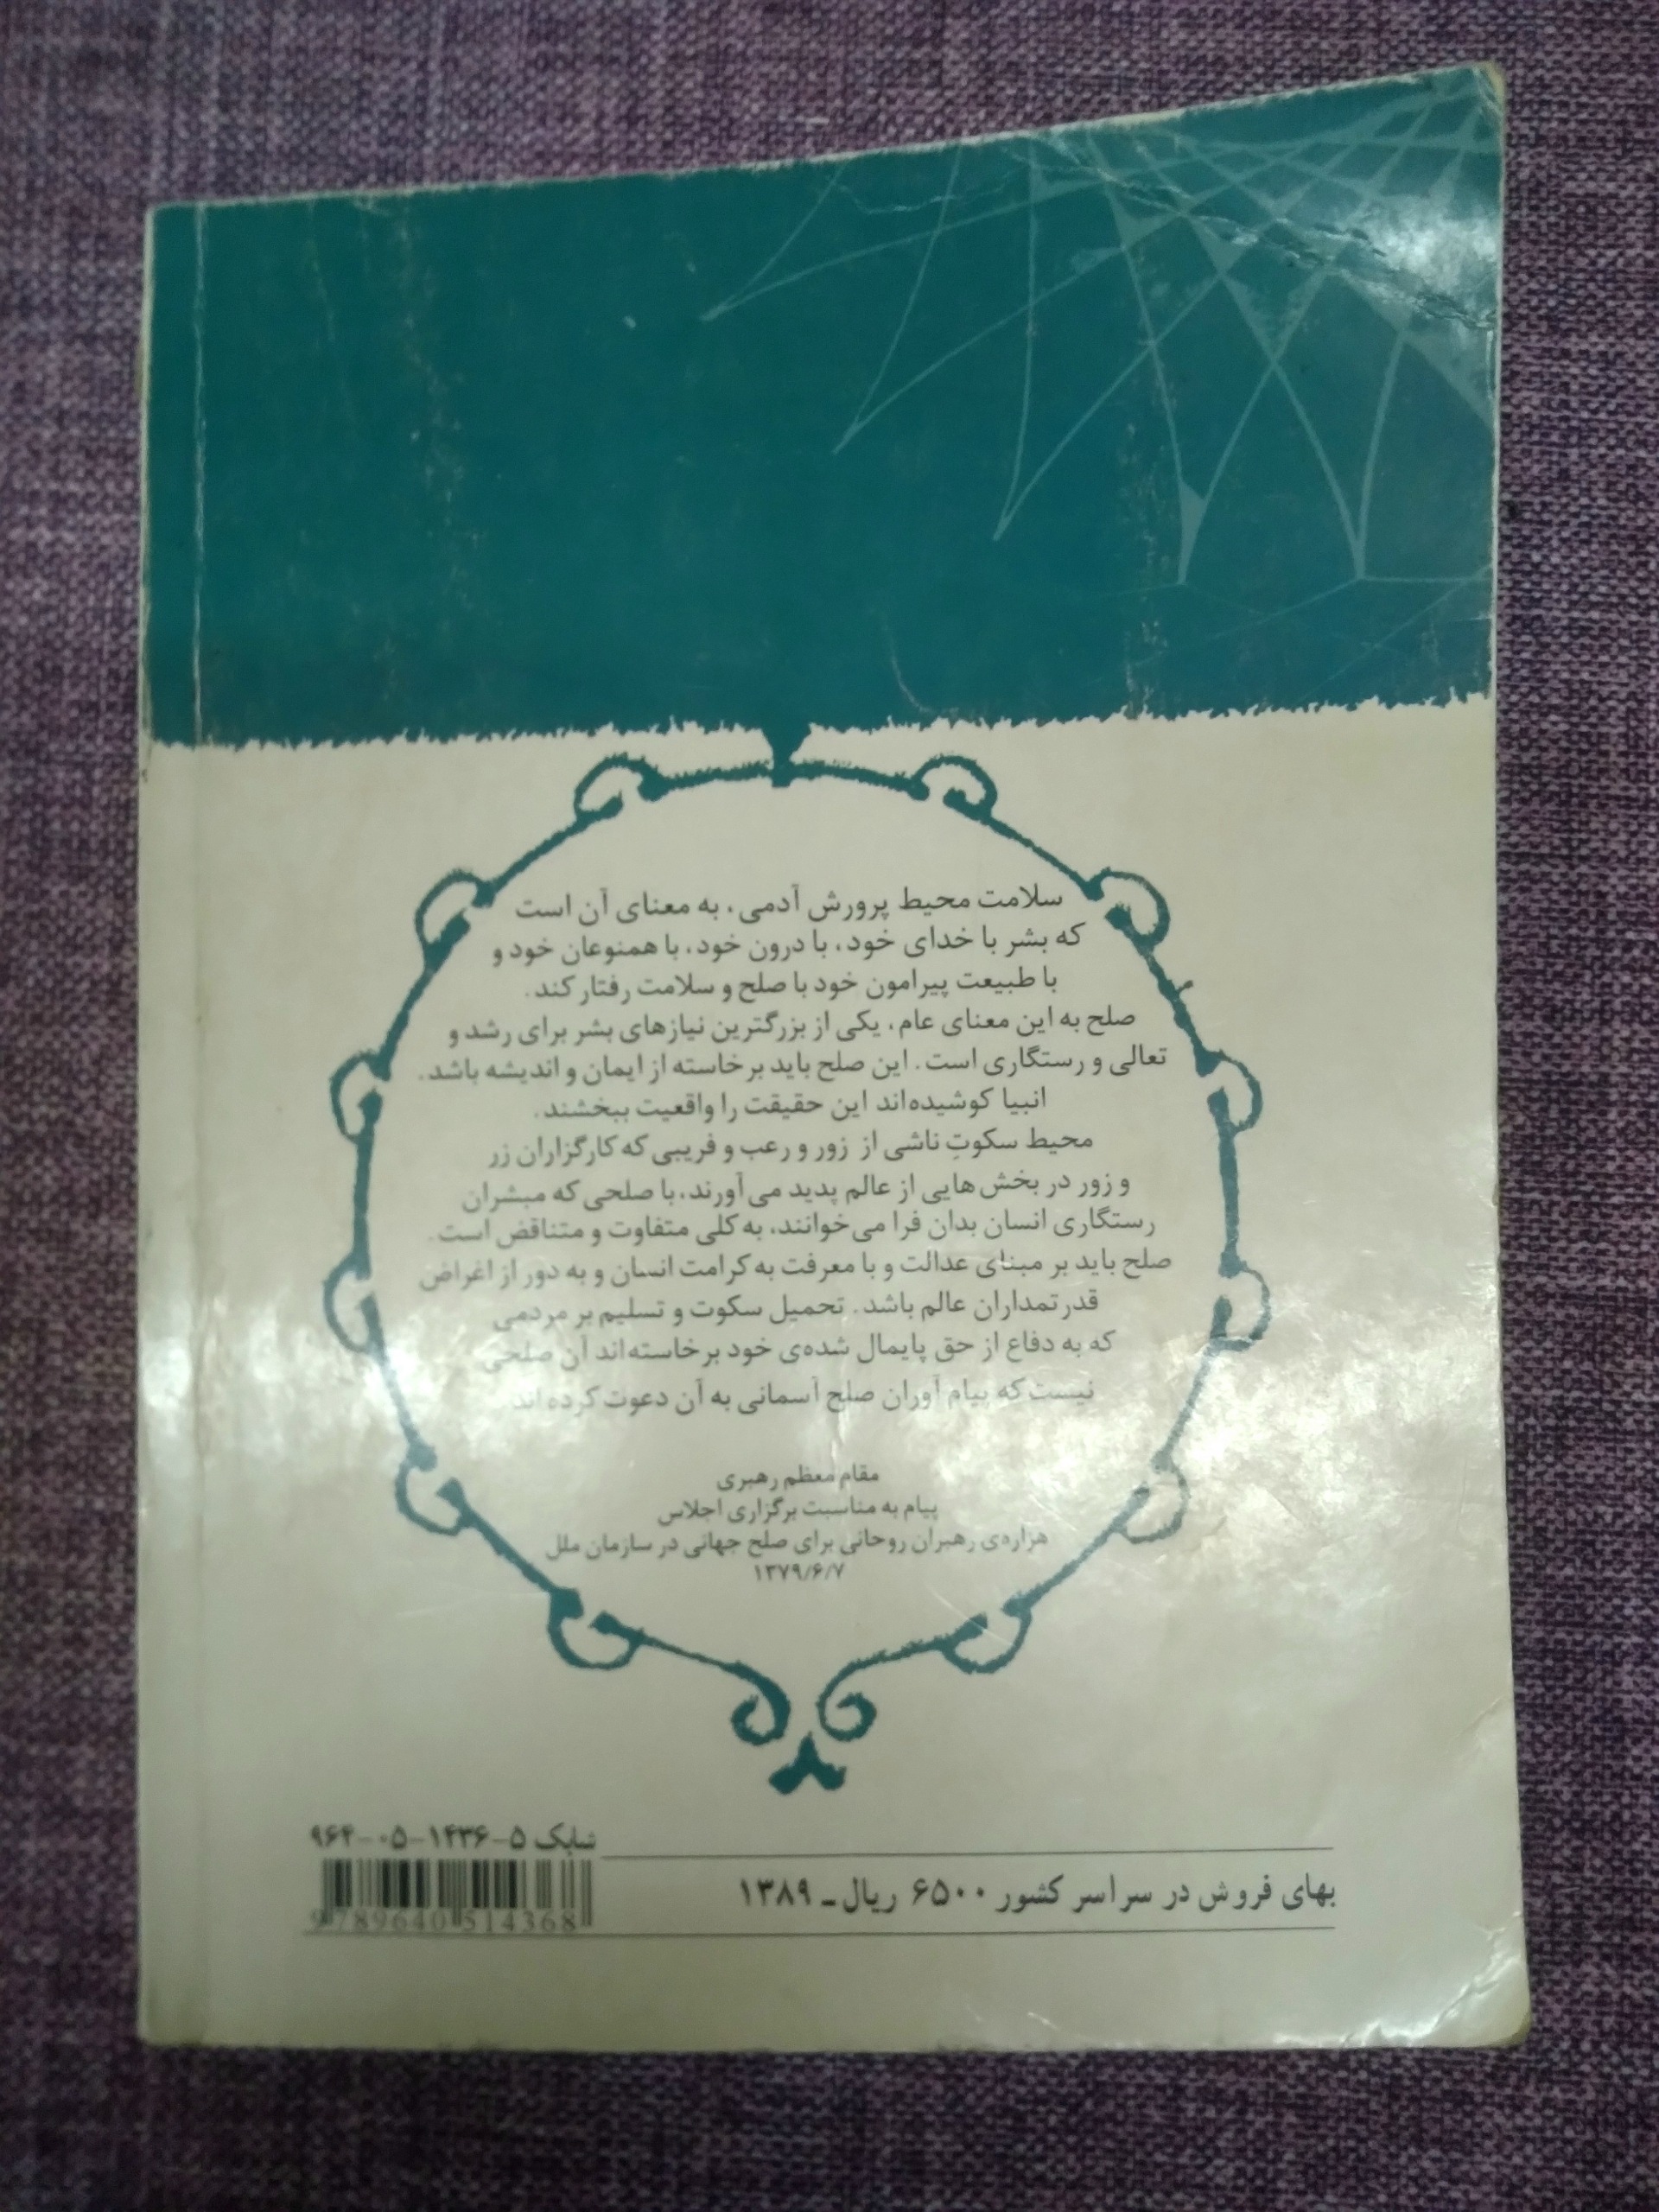 سلامت محیط پرورش آدمی، به معنای آن است
که بشر با خدای خود، با درون خود، با همنوعان خود و
با طبیعت پیرامون خود با صلح و سلامت رفتار کند.
صلح به این معنای عام، یکی از بزرگترین نیازهای بشر برای رشد و
تعالی و رستگاری است. این صلح باید برخاسته از ایمان و اندیشه باشد.
انبیا کوشیده‌اند این حقیقت را واقعیت ببخشند.
محیط سکوتِ ناشی از زور و رعب و فریبی که کارگزاران زر
و زور در بخش هایی از عالم پدید می‌آورند، با صلحی که مبشران
رستگاری انسان بدان فرا می‌خوانند، به کلی متفاوت و متناقض است.
صلح باید بر مبنای عدالت و با معرفت به کرامت انسان و به دور از اغراض
قدرتمداران عالم باشد. تحمیل سکوت و تسلیم بر مردمی
که به دفاع از حق پایمال شده‌ی خود برخاسته‌اند آن صلحی
نیست که پیام آوران صلح آسمانی به آن دعوت کرده‌اند.
مقام معظم رهبری
پیام به مناسبت برگزاری اجلاس
هزاره‌ی رهبران روحانی برای صلح جهانی در سازمان ملل
۱۳۷۹/۶/۷
شابک ۵-۱۴۳۶-۰۵-۹۶۴
9 789640 514368
بهای فروش در سراسر کشور ۶۵۰۰ ریال ـ ۱۳۸۹